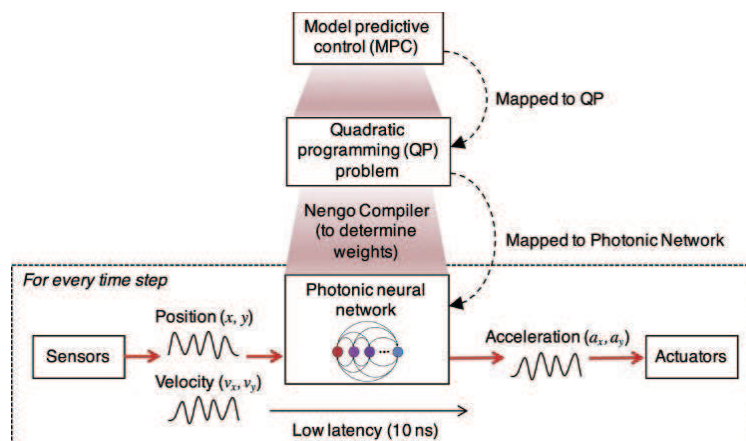 Model predictive
control (MPC)
Mapped to QP
Quadratic
programming (QP)
problem
Nengo Compiler
(to determine
weights)
Mapped to Photonic Network
For every time step
Photonic neural
network
Position (x, y)
Acceleration (aₓ, aᵧ)
Sensors
Actuators
Velocity (vₓ, vᵧ)
Low latency (10 ns)